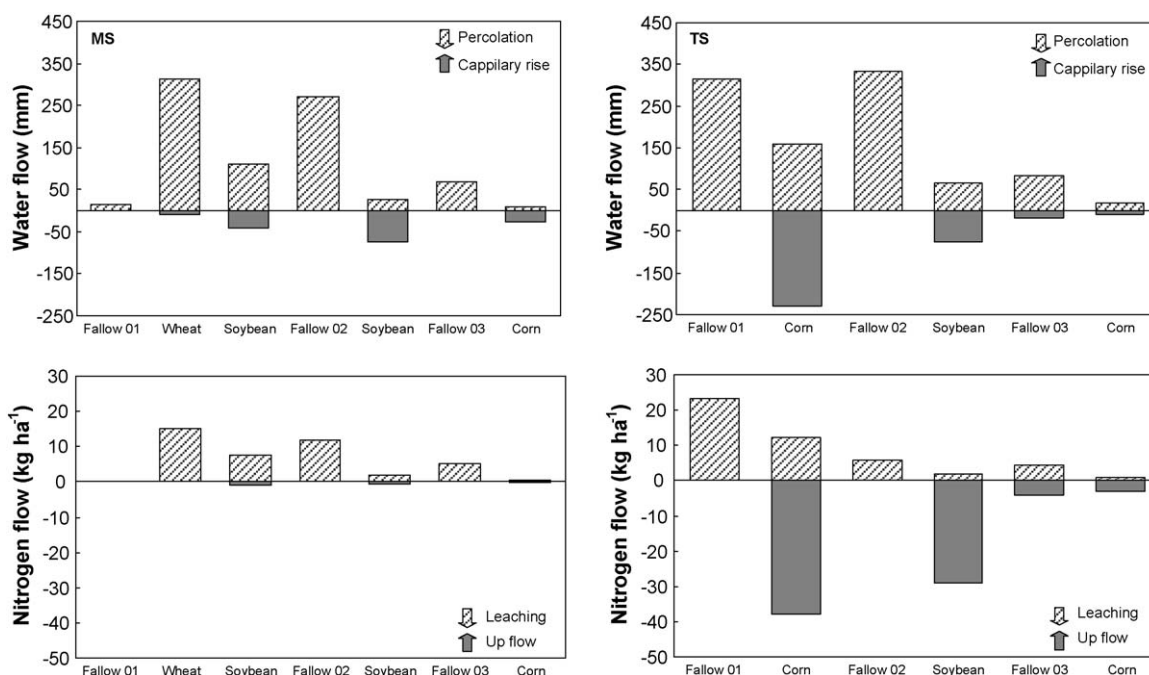 MS
Percolation
Cappilary rise
Water flow (mm)
450
350
250
150
50
-50
-150
-250
Fallow 01 Wheat Soybean Fallow 02 Soybean Fallow 03 Corn
TS
Percolation
Cappilary rise
Water flow (mm)
450
350
250
150
50
-50
-150
-250
Fallow 01 Corn Fallow 02 Soybean Fallow 03 Corn
Nitrogen flow (kg ha⁻¹)
30
20
10
0
-10
-20
-30
-40
-50
Leaching
Up flow
Fallow 01 Wheat Soybean Fallow 02 Soybean Fallow 03 Corn
Nitrogen flow (kg ha⁻¹)
30
20
10
0
-10
-20
-30
-40
-50
Leaching
Up flow
Fallow 01 Corn Fallow 02 Soybean Fallow 03 Corn